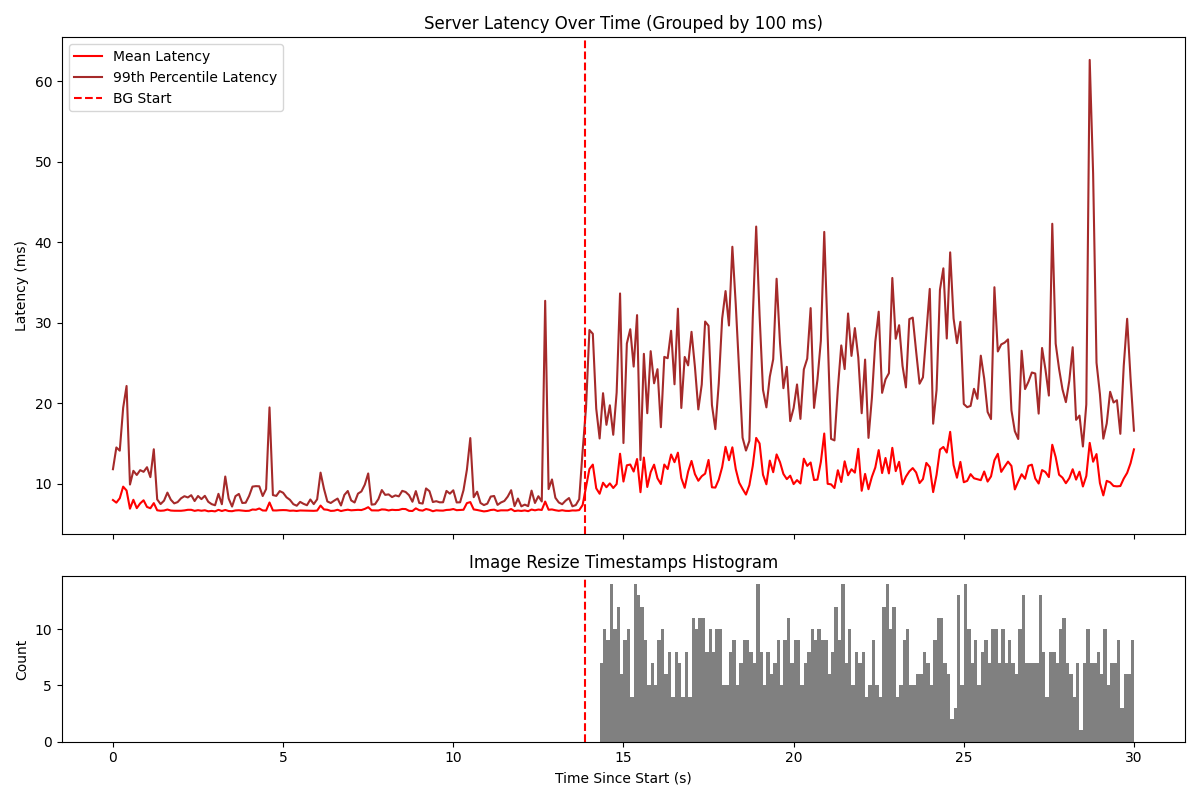 Server Latency Over Time (Grouped by 100 ms)
Mean Latency
99th Percentile Latency
BG Start
Latency (ms)
60
50
40
30
20
10
Image Resize Timestamps Histogram
Count
10
5
0
0 5 10 15 20 25 30
Time Since Start (s)